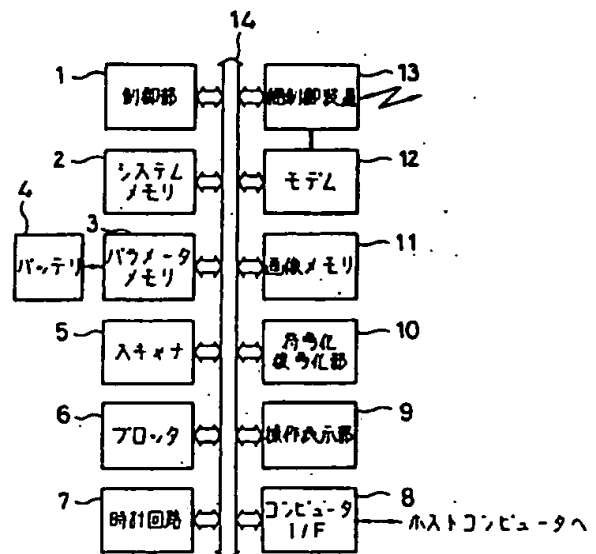 14
1
制御部
13
網制御装置
2
システム
メモリ
12
モデム
4
バッテリ
3
パラメータ
メモリ
11
画像メモリ
5
スキャナ
10
符号化
復号化部
6
プロッタ
9
操作表示部
7
時計回路
8
コンピュータ
I/F
ホストコンピュータへ